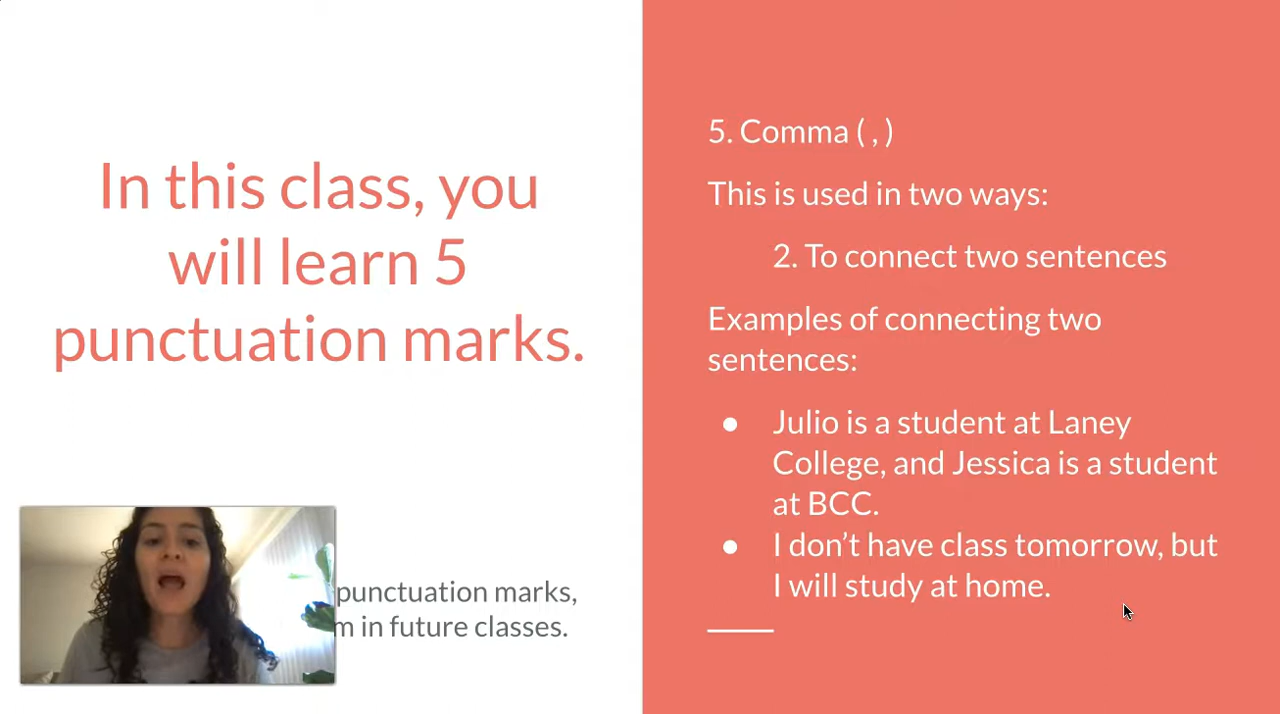 In this class, you
will learn 5
punctuation marks.
punctuation marks,
in future classes.
5. Comma ( , )
This is used in two ways:
2. To connect two sentences
Examples of connecting two
sentences:
● Julio is a student at Laney
College, and Jessica is a student
at BCC.
● I don’t have class tomorrow, but
I will study at home.